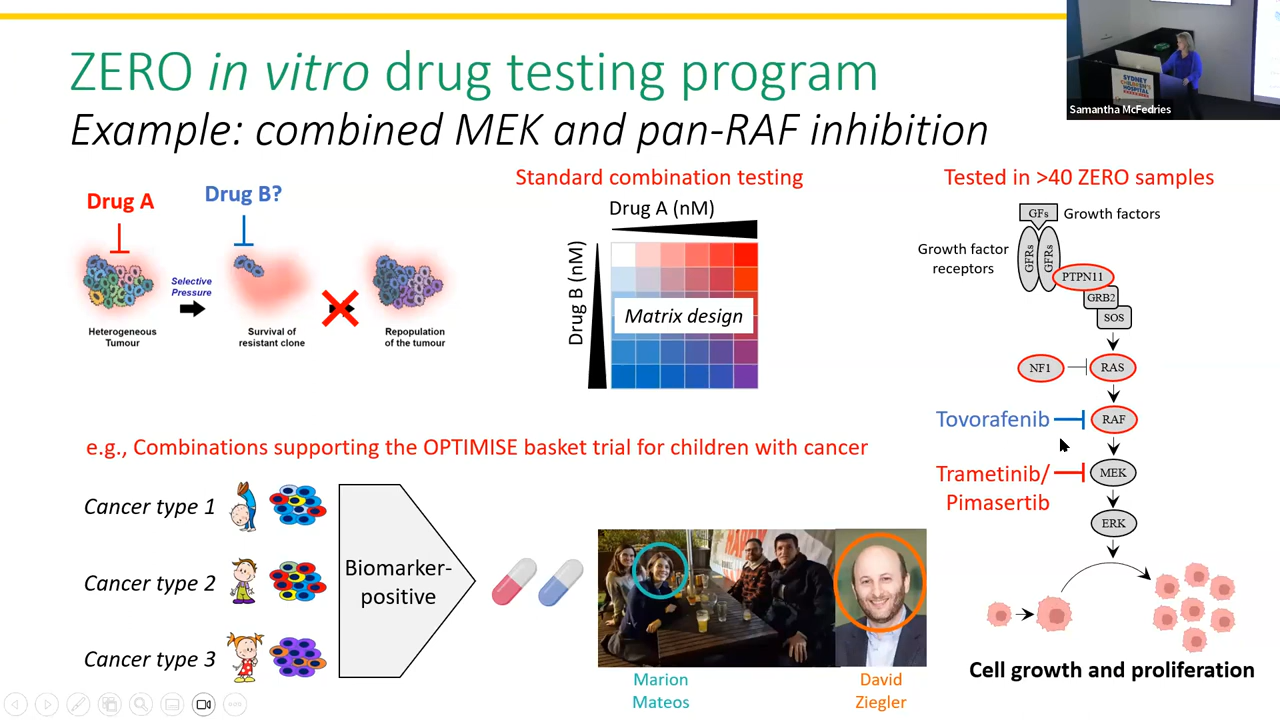 ZERO in vitro drug testing program
Example: combined MEK and pan-RAF inhibition
SYDNEY
CHILDREN'S
HOSPITAL
Samantha McFedries
Drug A
Drug B?
Selective
Pressure
Heterogeneous
Tumour
Survival of
resistant clone
Repopulation
of the tumour
Standard combination testing
Drug A (nM)
Drug B (nM)
Matrix design
Tested in >40 ZERO samples
GFs
Growth factors
Growth factor
receptors
GFRs
GFRs
PTPN11
GRB2
SOS
NF1
RAS
Tovorafenib
RAF
Trametinib/
Pimasertib
MEK
ERK
Cell growth and proliferation
e.g., Combinations supporting the OPTIMISE basket trial for children with cancer
Cancer type 1
Cancer type 2
Cancer type 3
Biomarker-
positive
Marion
Mateos
David
Ziegler